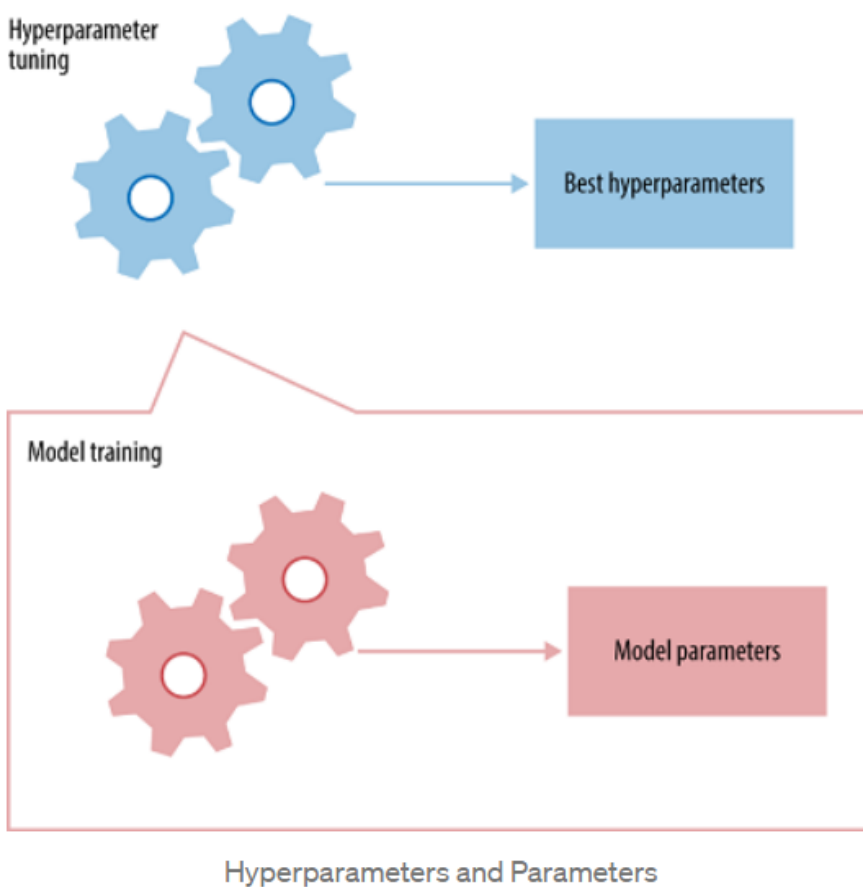 Hyperparameter
tuning
Best hyperparameters
Model training
Model parameters
Hyperparameters and Parameters